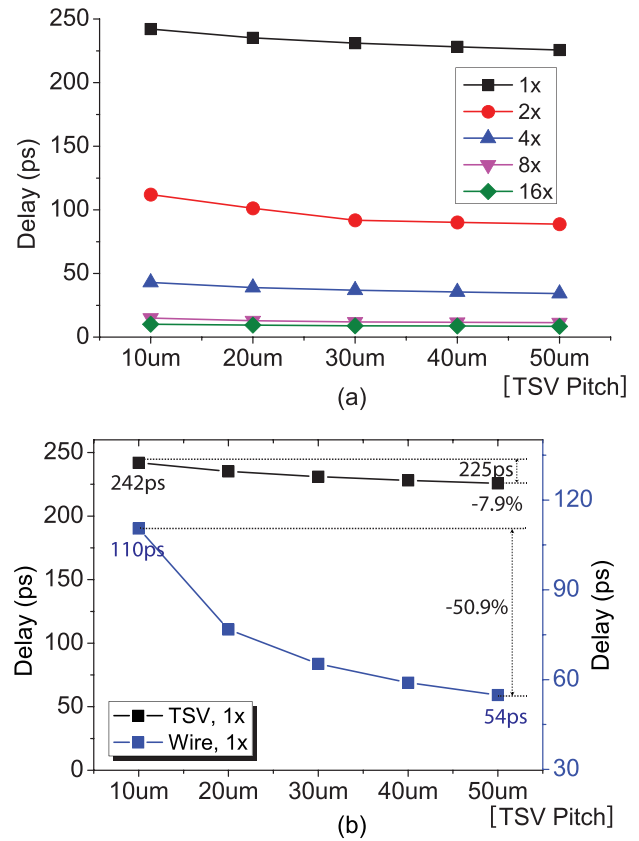 250
200
150
100
50
0
Delay (ps)
1x
2x
4x
8x
16x
10um 20um 30um 40um 50um
[TSV Pitch]
(a)
250
200
150
100
50
0
Delay (ps)
242ps
110ps
225ps
-7.9%
-50.9%
54ps
TSV, 1x
Wire, 1x
120
90
60
30
Delay (ps)
10um 20um 30um 40um 50um
[TSV Pitch]
(b)